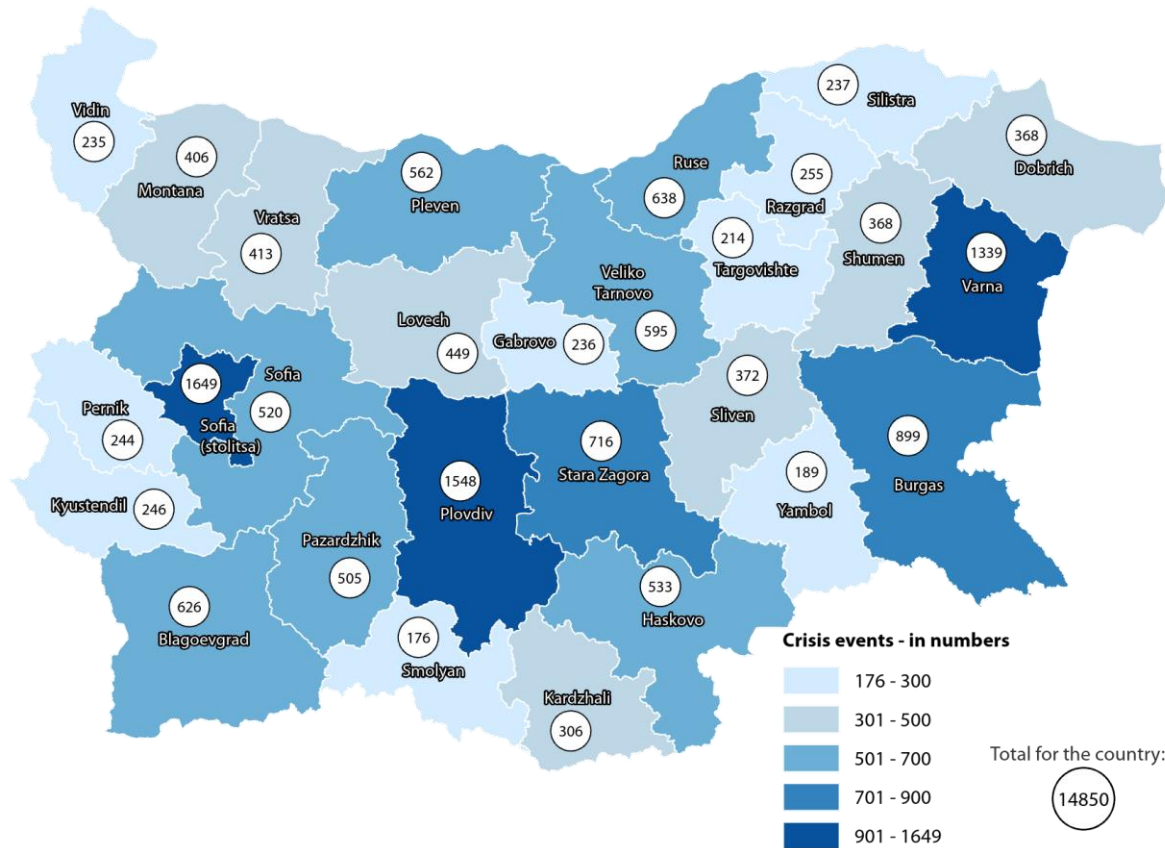 237
Silistra
Vidin
235
368
Dobrich
406
Montana
Ruse
638
562
Pleven
255
Razgrad
Vratsa
413
214
Targovishte
368
Shumen
1339
Varna
Veliko
Tarnovo
595
Lovech
449
Gabrovo
236
1649
Sofia
(stolitsa)
Sofia
520
372
Sliven
Pernik
244
716
Stara Zagora
899
Burgas
1548
Plovdiv
189
Yambol
Kyustendil
246
Pazardzhik
505
533
Haskovo
626
Blagoevgrad
176
Smolyan
Kardzhali
306
Crisis events - in numbers
176 - 300
301 - 500
501 - 700
701 - 900
901 - 1649
Total for the country:
14850